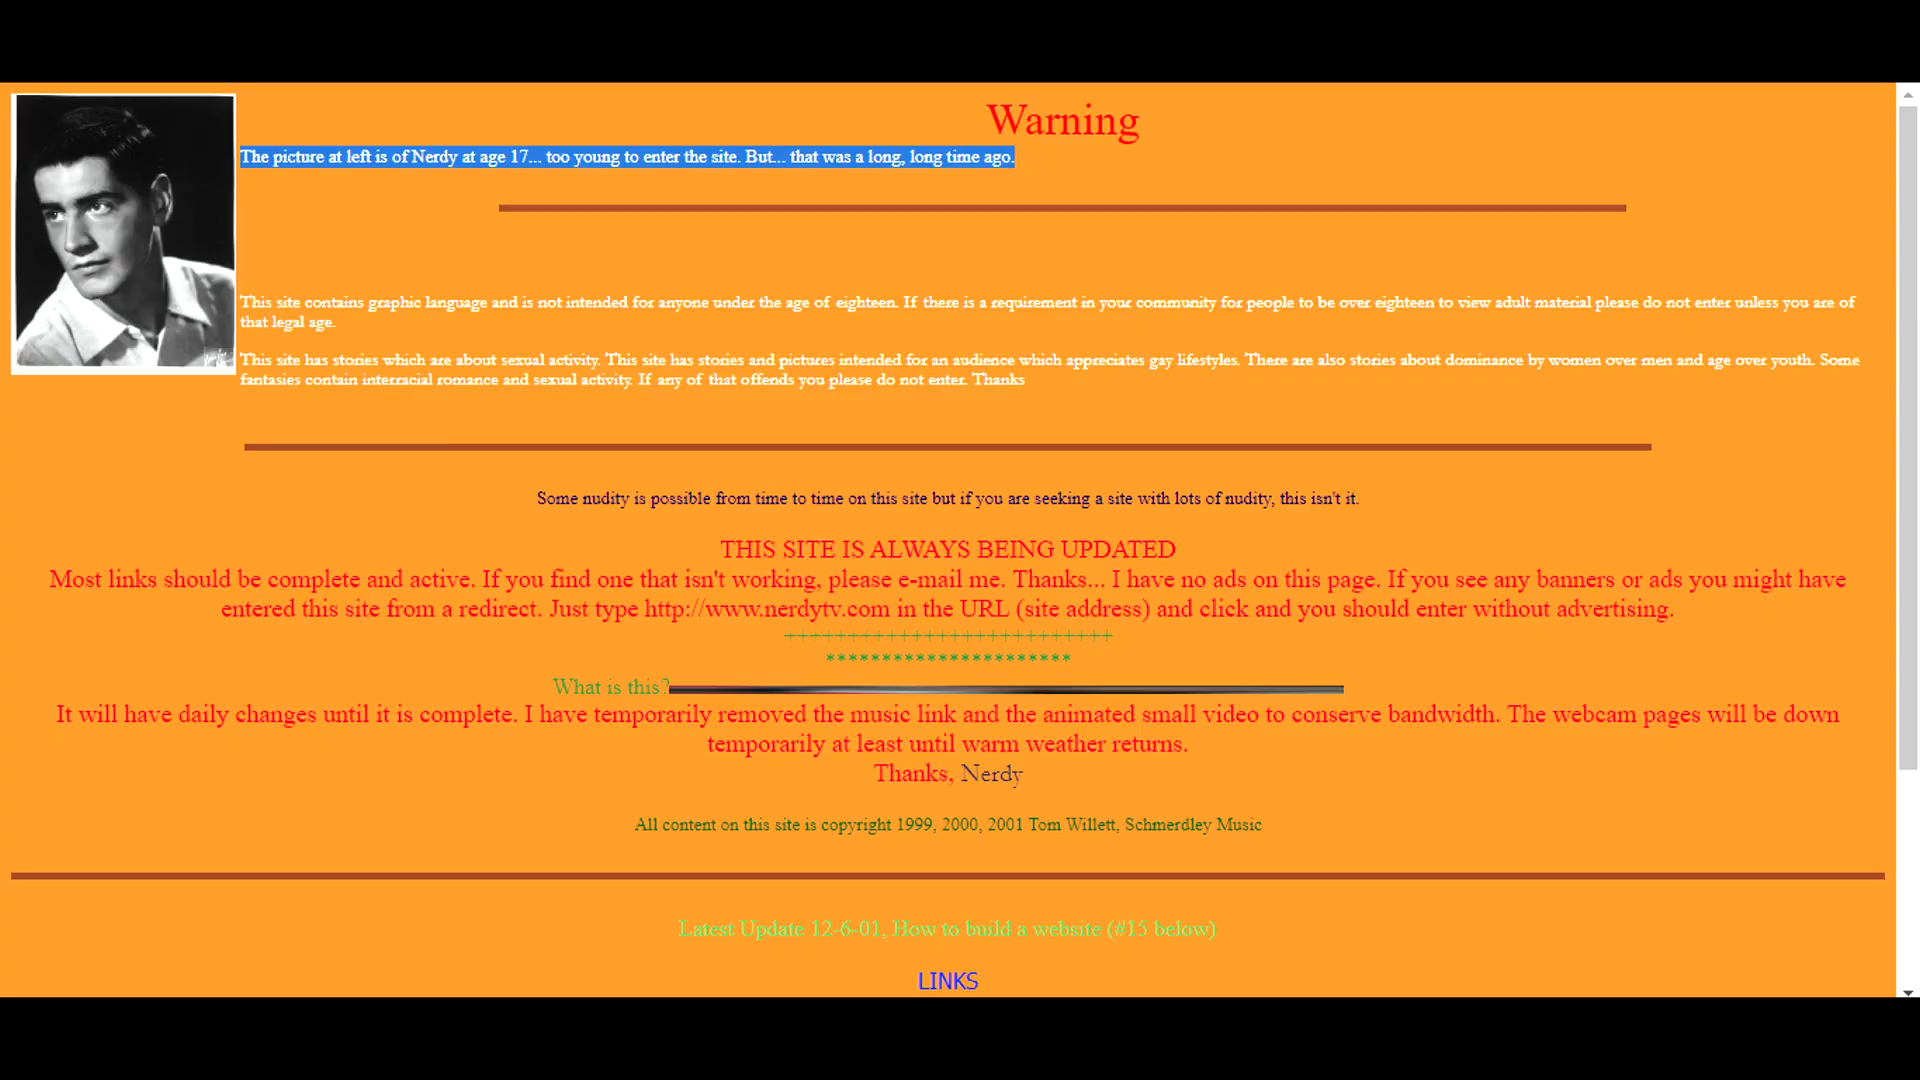 Warning
The picture at left is of Nerdy at age 17... too young to enter the site. But... that was a long, long time ago.
This site contains graphic language and is not intended for anyone under the age of eighteen. If there is a requirement in your community for people to be over eighteen to view adult material please do not enter unless you are of
that legal age.
This site has stories which are about sexual activity. This site has stories and pictures intended for an audience which appreciates gay lifestyles. There are also stories about dominance by women over men and age over youth. Some
fantasies contain interracial romance and sexual activity. If any of that offends you please do not enter. Thanks
Some nudity is possible from time to time on this site but if you are seeking a site with lots of nudity, this isn't it.
THIS SITE IS ALWAYS BEING UPDATED
Most links should be complete and active. If you find one that isn't working, please e-mail me. Thanks... I have no ads on this page. If you see any banners or ads you might have
entered this site from a redirect. Just type http://www.nerdytv.com in the URL (site address) and click and you should enter without advertising.
++++++++++++++++++++++++++
**********************
What is this?
It will have daily changes until it is complete. I have temporarily removed the music link and the animated small video to conserve bandwidth. The webcam pages will be down
temporarily at least until warm weather returns.
Thanks, Nerdy
All content on this site is copyright 1999, 2000, 2001 Tom Willett, Schmerdley Music
Latest Update 12-6-01, How to build a website (#15 below)
LINKS